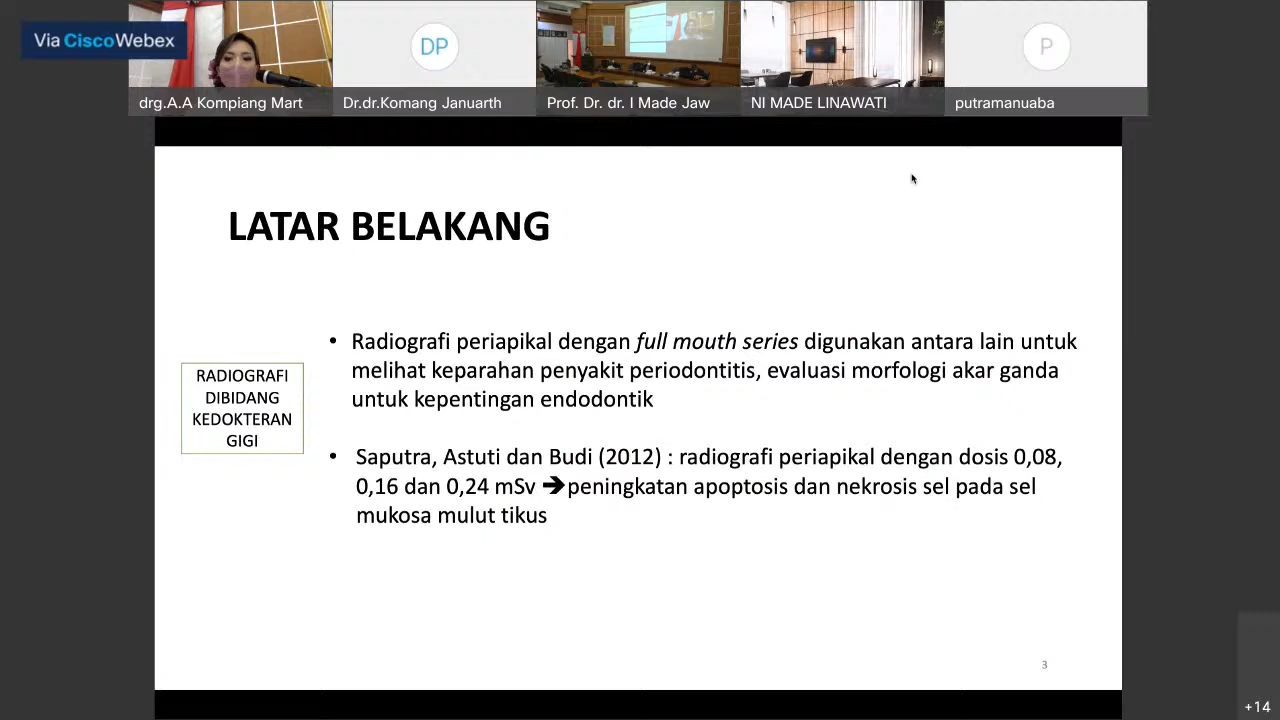 Via Cisco Webex
drg.A.A Kompiang Mart
DP
Dr.dr.Komang Januarth
Prof. Dr. dr. I Made Jaw
NI MADE LINAWATI
P
putramanuaba
LATAR BELAKANG
RADIOGRAFI
DIBIDANG
KEDOKTERAN
GIGI
• Radiografi periapikal dengan full mouth series digunakan antara lain untuk
melihat keparahan penyakit periodontitis, evaluasi morfologi akar ganda
untuk kepentingan endodontik
• Saputra, Astuti dan Budi (2012) : radiografi periapikal dengan dosis 0,08,
0,16 dan 0,24 mSv ➔peningkatan apoptosis dan nekrosis sel pada sel
mukosa mulut tikus
3
+14